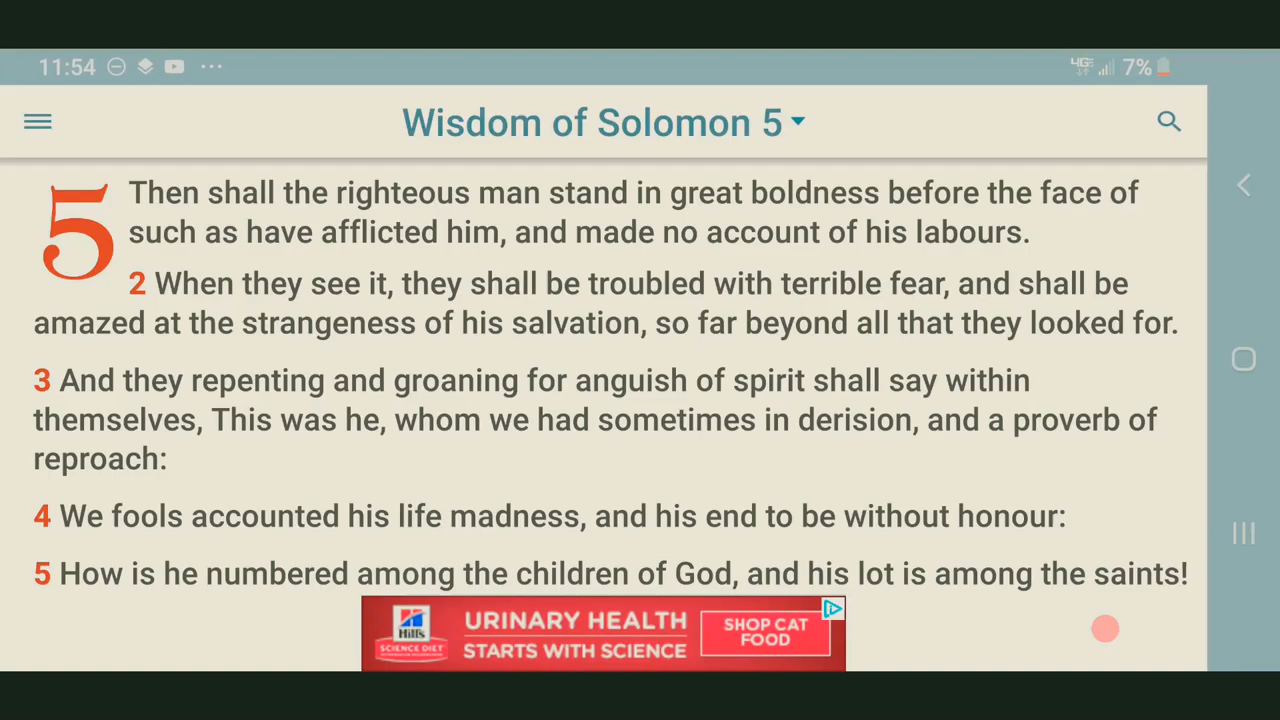 11:54 ... 4GE 7%
Wisdom of Solomon 5
5 Then shall the righteous man stand in great boldness before the face of
such as have afflicted him, and made no account of his labours.
2 When they see it, they shall be troubled with terrible fear, and shall be
amazed at the strangeness of his salvation, so far beyond all that they looked for.
3 And they repenting and groaning for anguish of spirit shall say within
themselves, This was he, whom we had sometimes in derision, and a proverb of
reproach:
4 We fools accounted his life madness, and his end to be without honour:
5 How is he numbered among the children of God, and his lot is among the saints!
Hill's
SCIENCE DIET
URINARY HEALTH
STARTS WITH SCIENCE
SHOP CAT
FOOD